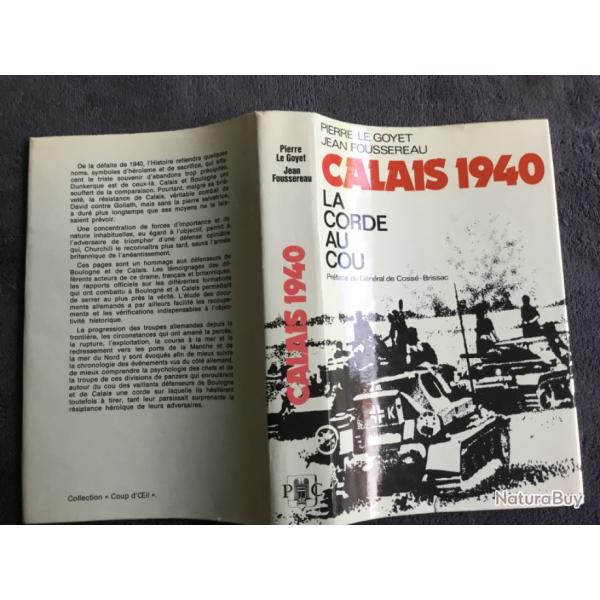 De la défaite de 1940, l'Histoire retiendra quelques
noms, symboles d'héroïsme et de sacrifice, qui effa-
cent le triste souvenir d'abandons trop précipités.
Dunkerque est de ceux-là. Calais et Boulogne ont
souffert de la comparaison. Pourtant, malgré sa briè-
veté, la résistance de Calais, véritable combat de
David contre Goliath, mais sans la pierre salvatrice,
a duré plus longtemps que ses moyens ne le lais-
saient prévoir.
Une concentration de forces d'importance et de
nature inhabituelles, eu égard à l'objectif, permit à
l'adversaire de triompher d'une défense opiniâtre
qui, Churchill le reconnaîtra plus tard, sauva l'armée
britannique de l'anéantissement.
Ces pages sont un hommage aux défenseurs de
Boulogne et de Calais. Les témoignages des dif-
férents acteurs de ce drame, français et britanniques,
les rapports officiels sur les différentes formations
qui ont combattu à Boulogne et à Calais permettent
de serrer au plus près la vérité. L'étude des docu-
ments allemands a par ailleurs facilité les recoupe-
ments et les vérifications indispensables à l'objec-
tivité historique.
La progression des troupes allemandes depuis la
frontière, les circonstances qui ont amené la percée,
la rupture, l'exploitation, la course à la mer et le
redressement vers les ports de la Manche et de la
mer du Nord y sont évoqués afin de mieux suivre
la chronologie des événements vus du côté allemand,
de mieux comprendre la psychologie des chefs et de
la troupe de ces divisions de panzers qui enroulèrent
autour du cou des vaillants défenseurs de Boulogne
et de Calais une corde sur laquelle ils hésitèrent
toutefois à tirer, tant leur paraissait surprenante la
résistance héroïque de leurs adversaires.
Collection « Coup d'Œil ».
Pierre
Le Goyet
Jean
Foussereau
CALAIS 1940
P C
PIERRE LE GOYET
JEAN FOUSSEREAU
CALAIS 1940
LA
CORDE
AU
COU
Préface du Général de Cossé-Brissac
K
NaturaBuy